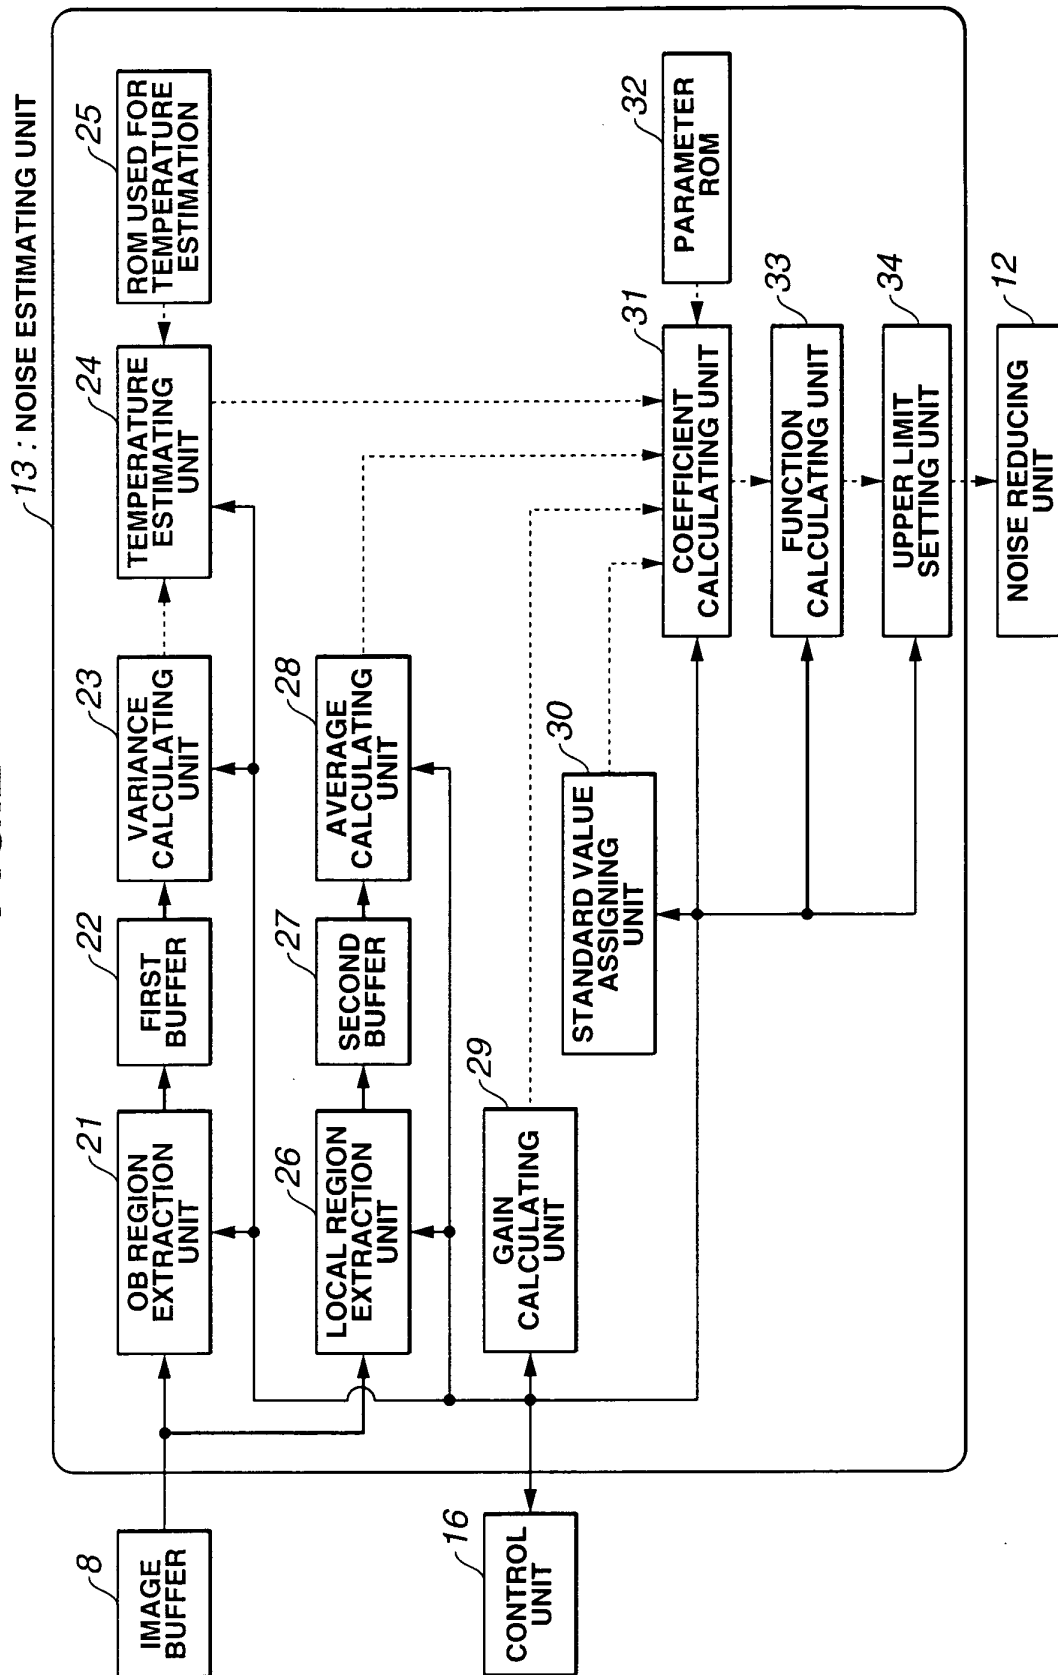 13 : NOISE ESTIMATING UNIT
8
IMAGE
BUFFER
21
OB REGION
EXTRACTION
UNIT
22
FIRST
BUFFER
23
VARIANCE
CALCULATING
UNIT
24
TEMPERATURE
ESTIMATING
UNIT
25
ROM USED FOR
TEMPERATURE
ESTIMATION
26
LOCAL REGION
EXTRACTION
UNIT
27
SECOND
BUFFER
28
AVERAGE
CALCULATING
UNIT
16
CONTROL
UNIT
29
GAIN
CALCULATING
UNIT
30
STANDARD VALUE
ASSIGNING
UNIT
31
COEFFICIENT
CALCULATING UNIT
32
PARAMETER
ROM
33
FUNCTION
CALCULATING UNIT
34
UPPER LIMIT
SETTING UNIT
12
NOISE REDUCING
UNIT